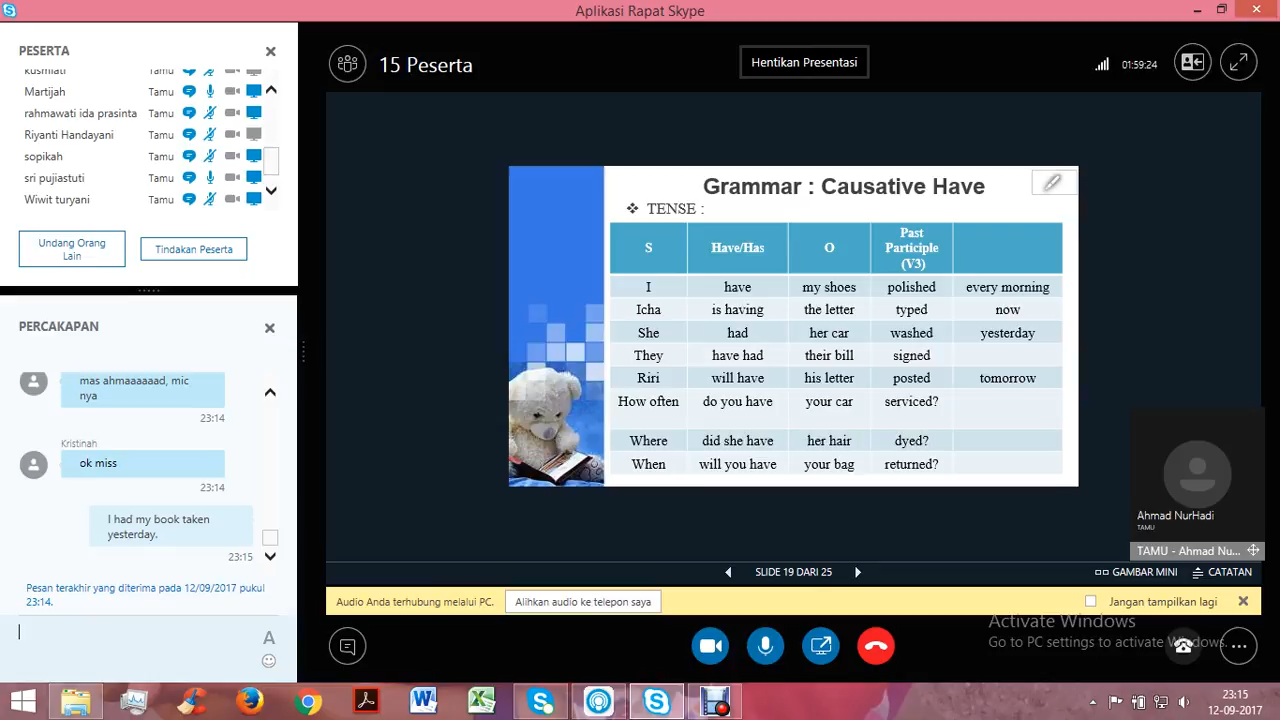 Aplikasi Rapat Skype
PESERTA
kusmiati Tamu
Martijah Tamu
rahmawati ida prasinta Tamu
Riyanti Handayani Tamu
sopikah Tamu
sri pujiastuti Tamu
Wiwit turyani Tamu
Undang Orang
Lain
Tindakan Peserta
PERCAKAPAN
mas ahmaaaaaad, mic
nya
23:14
Kristinah
ok miss
23:14
I had my book taken
yesterday.
23:15
Pesan terakhir yang diterima pada 12/09/2017 pukul
23:14.
A
15 Peserta
Hentikan Presentasi
01:59:24
Grammar : Causative Have
❖ TENSE :
S Have/Has O Past
Participle
(V3)
I have my shoes polished every morning
Icha is having the letter typed now
She had her car washed yesterday
They have had their bill signed
Riri will have his letter posted tomorrow
How often do you have your car serviced?
Where did she have her hair dyed?
When will you have your bag returned?
Ahmad NurHadi
TAMU
TAMU - Ahmad Nu...
SLIDE 19 DARI 25
GAMBAR MINI
CATATAN
Audio Anda terhubung melalui PC.
Alihkan audio ke telepon saya
Jangan tampilkan lagi
Activate Windows
Go to PC settings to activate Windows.
23:15
12-09-2017